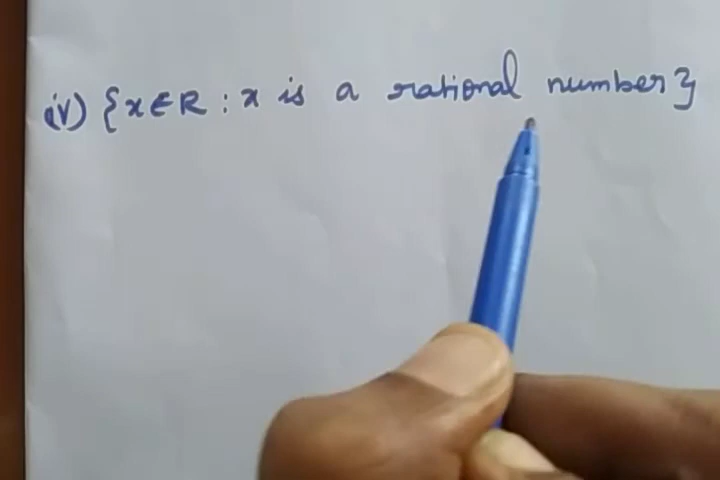 iv) {x∈R : x is a rational number}